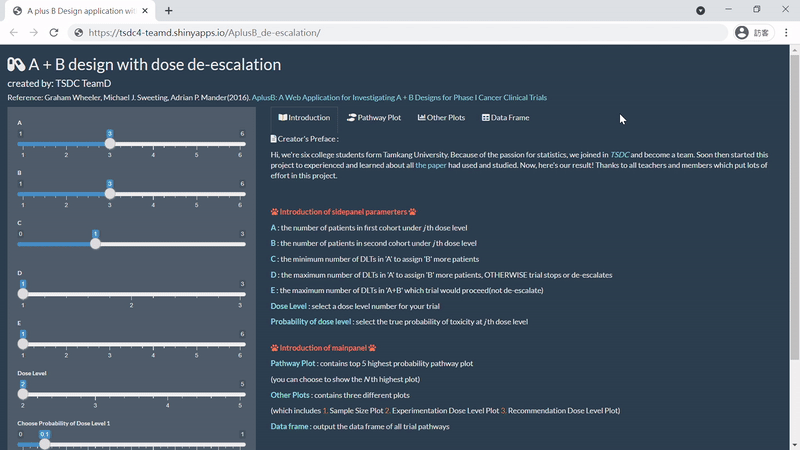 A plus B Design application with
https://tsdc4-teamd.shinyapps.io/AplusB_de-escalation/
訪客
A + B design with dose de-escalation
created by: TSDC TeamD
Reference: Graham Wheeler, Michael J. Sweeting, Adrian P. Mander(2016). AplusB: A Web Application for Investigating A + B Designs for Phase I Cancer Clinical Trials
A
1 3 6
1 2 3 4 5 6
B
1 3 6
1 2 3 4 5 6
C
0 1 3
D
1 3
1 2 3
E
1 6
1 2 3 4 5 6
Dose Level
2 5
2 3 4 5
Choose Probability of Dose Level 1
0 0.1 1
Introduction Pathway Plot Other Plots Data Frame
Creator's Preface :
Hi, we're six college students form Tamkang University. Because of the passion for statistics, we joined in TSDC and become a team. Soon then started this
project to experienced and learned about all the paper had used and studied. Now, here's our result! Thanks to all teachers and members which put lots of
effort in this project.
Introduction of sidepanel paramerters
A : the number of patients in first cohort under jth dose level
B : the number of patients in second cohort under jth dose level
C : the minimum number of DLTs in 'A' to assign 'B' more patients
D : the maximum number of DLTs in 'A' to assign 'B' more patients, OTHERWISE trial stops or de-escalates
E : the maximum number of DLTs in 'A+B' which trial would proceed(not de-escalate)
Dose Level : select a dose level number for your trial
Probability of dose level : select the true probability of toxicity at jth dose level
Introduction of mainpanel
Pathway Plot : contains top 5 highest probability pathway plot
(you can choose to show the Nth highest plot)
Other Plots : contains three different plots
(which includes 1. Sample Size Plot 2. Experimentation Dose Level Plot 3. Recommendation Dose Level Plot)
Data frame : output the data frame of all trial pathways